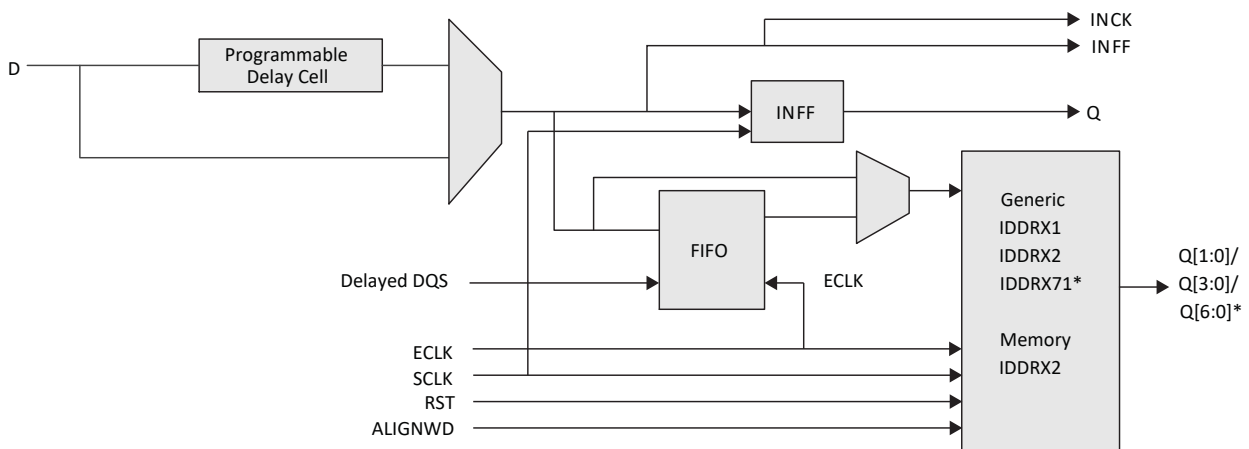 INCK
INFF
D
Programmable
Delay Cell
INFF
Q
FIFO
Delayed DQS
ECLK
Generic
IDDRX1
IDDRX2
IDDRX71*
Memory
IDDRX2
Q[1:0]/
Q[3:0]/
Q[6:0]*
ECLK
SCLK
RST
ALIGNWD